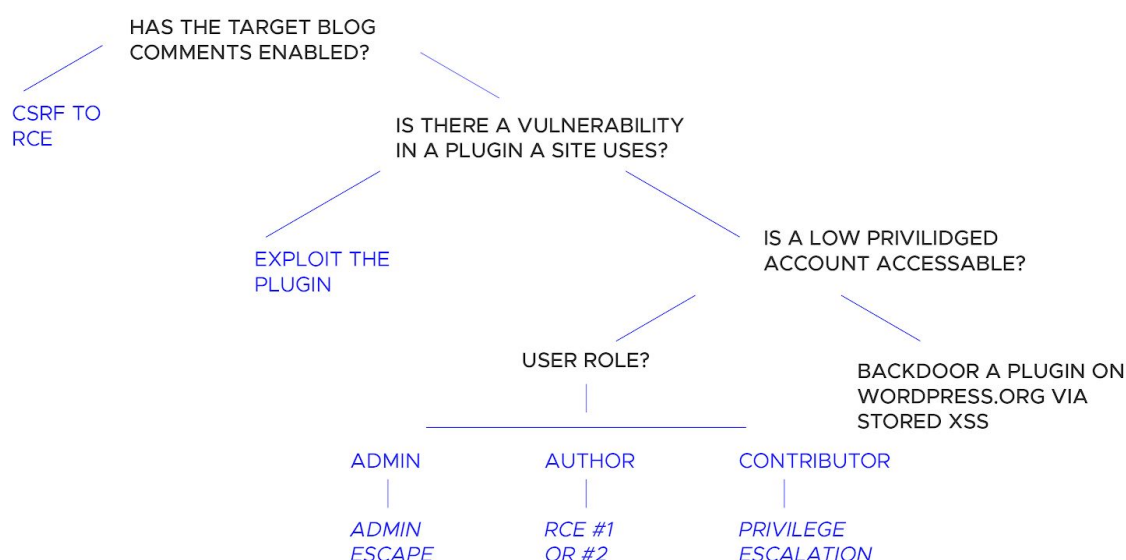 HAS THE TARGET BLOG
COMMENTS ENABLED?
CSRF TO
RCE
IS THERE A VULNERABILITY
IN A PLUGIN A SITE USES?
EXPLOIT THE
PLUGIN
IS A LOW PRIVILIDGED
ACCOUNT ACCESSABLE?
USER ROLE?
BACKDOOR A PLUGIN ON
WORDPRESS.ORG VIA
STORED XSS
ADMIN
AUTHOR
CONTRIBUTOR
ADMIN
ESCAPE
RCE #1
OR #2
PRIVILEGE
ESCALATION